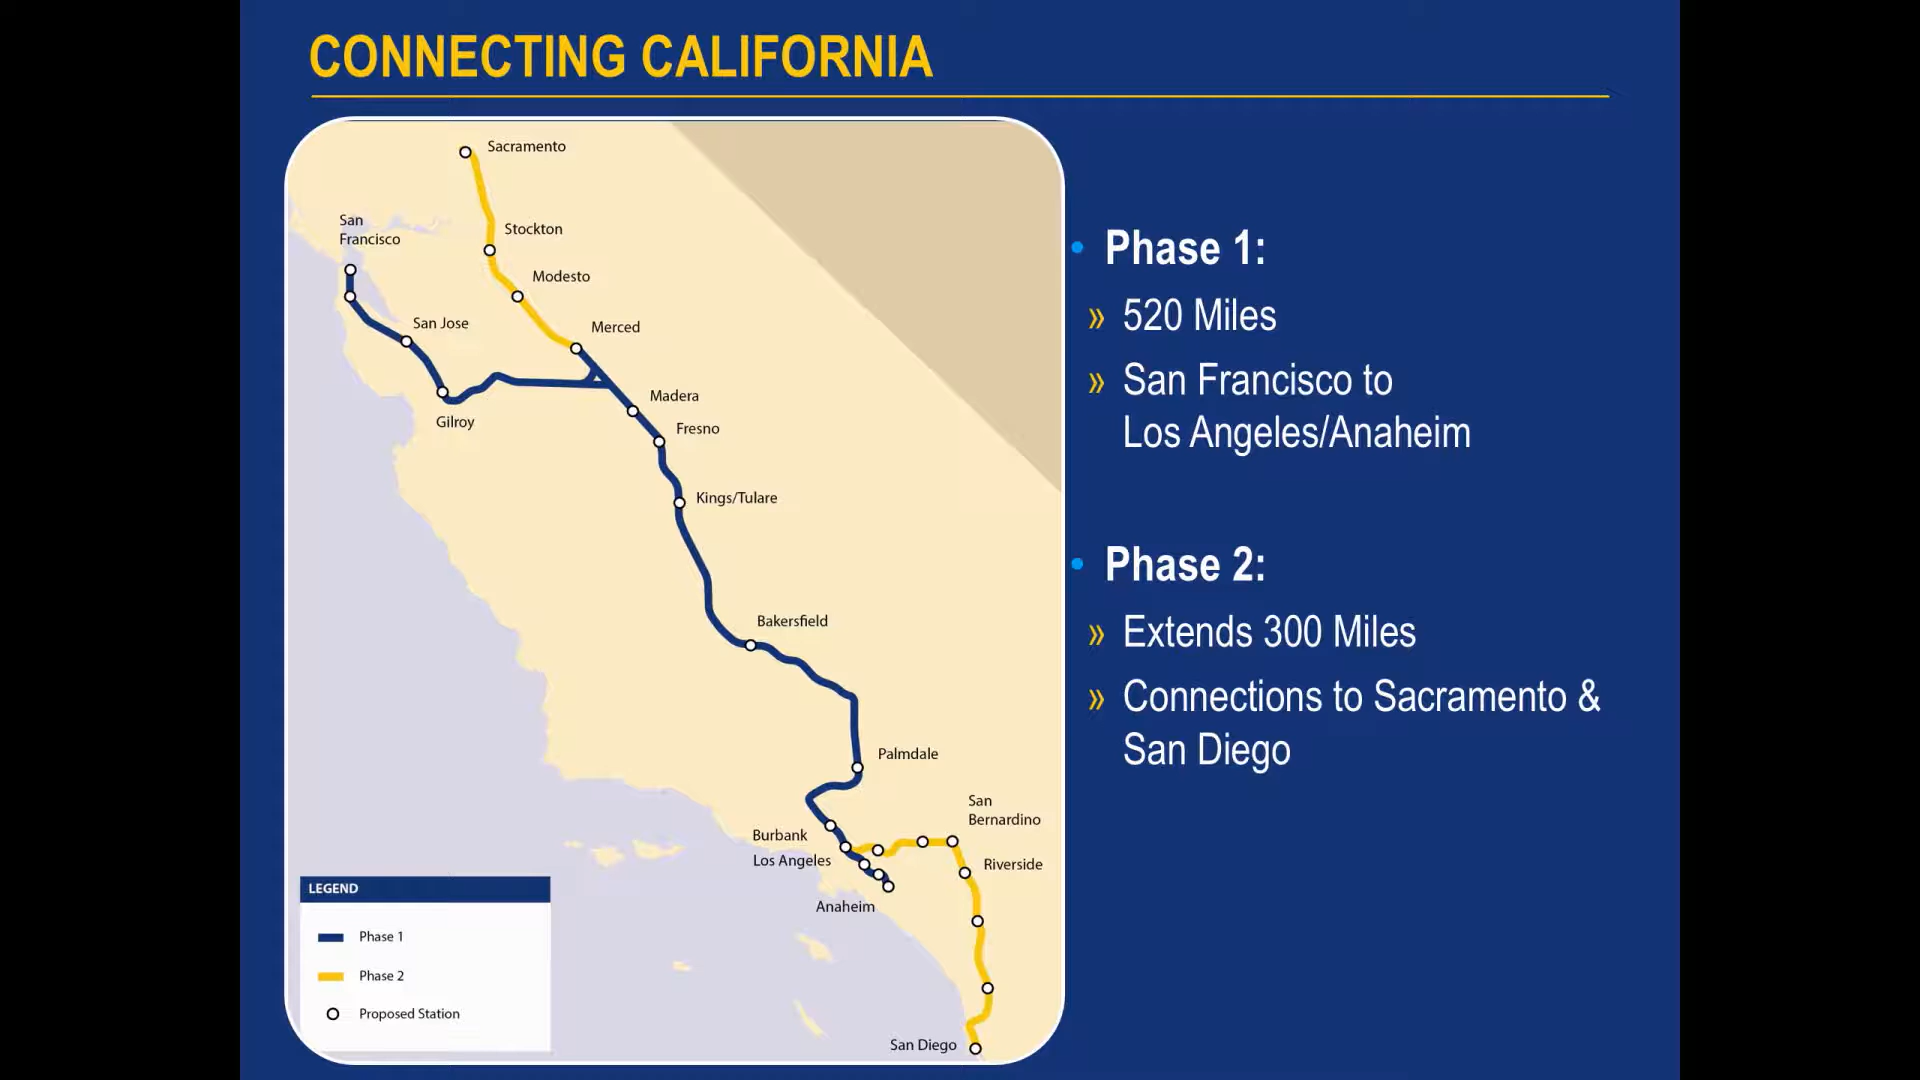 CONNECTING CALIFORNIA
Sacramento
San
Francisco
Stockton
Modesto
San Jose
Merced
Gilroy
Madera
Fresno
Kings/Tulare
Bakersfield
Palmdale
San
Bernardino
Burbank
Los Angeles
Riverside
Anaheim
San Diego
LEGEND
Phase 1
Phase 2
Proposed Station
• Phase 1:
» 520 Miles
» San Francisco to
Los Angeles/Anaheim
• Phase 2:
» Extends 300 Miles
» Connections to Sacramento &
San Diego